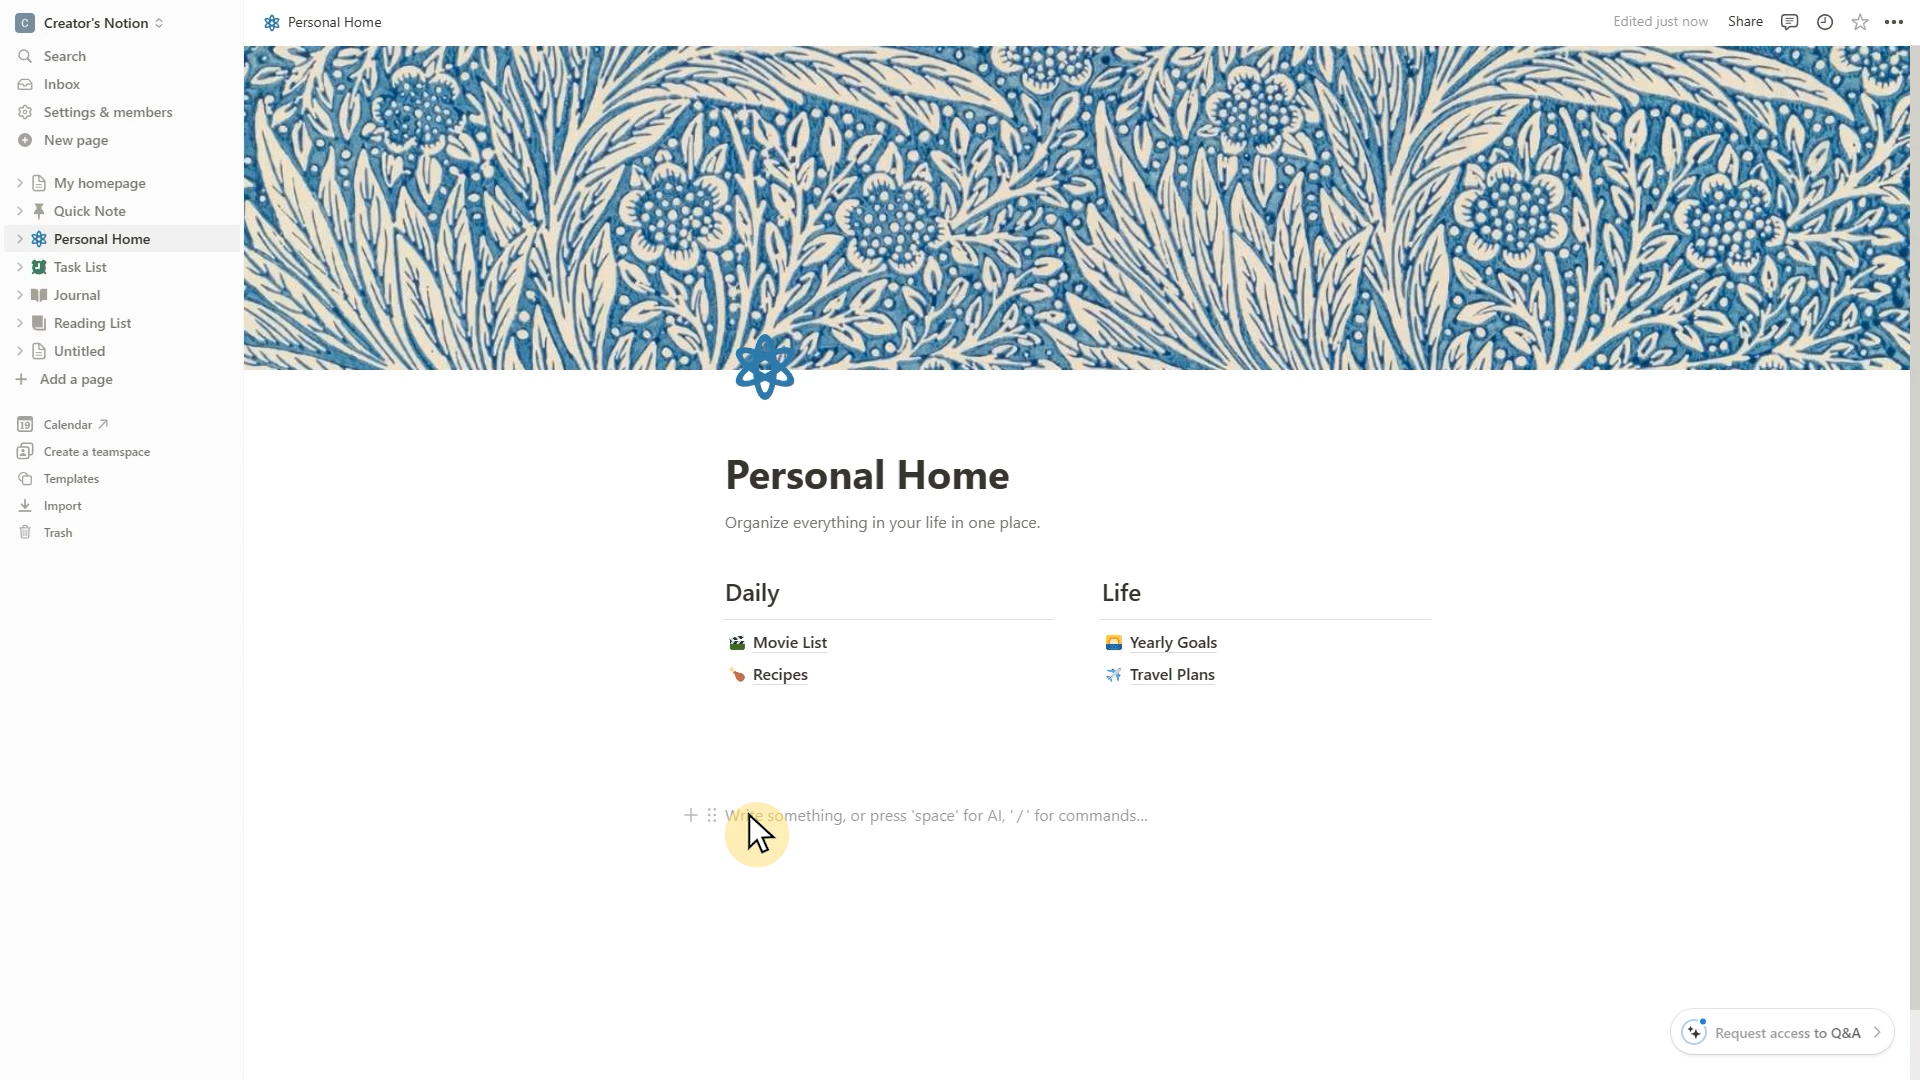 C Creator's Notion
Search
Inbox
Settings & members
New page
My homepage
Quick Note
Personal Home
Task List
Journal
Reading List
Untitled
Add a page
19 Calendar
Create a teamspace
Templates
Import
Trash
Personal Home
Edited just now Share
Personal Home
Organize everything in your life in one place.
Daily Life
Movie List Yearly Goals
Recipes Travel Plans
Write something, or press 'space' for AI, '/' for commands...
Request access to Q&A